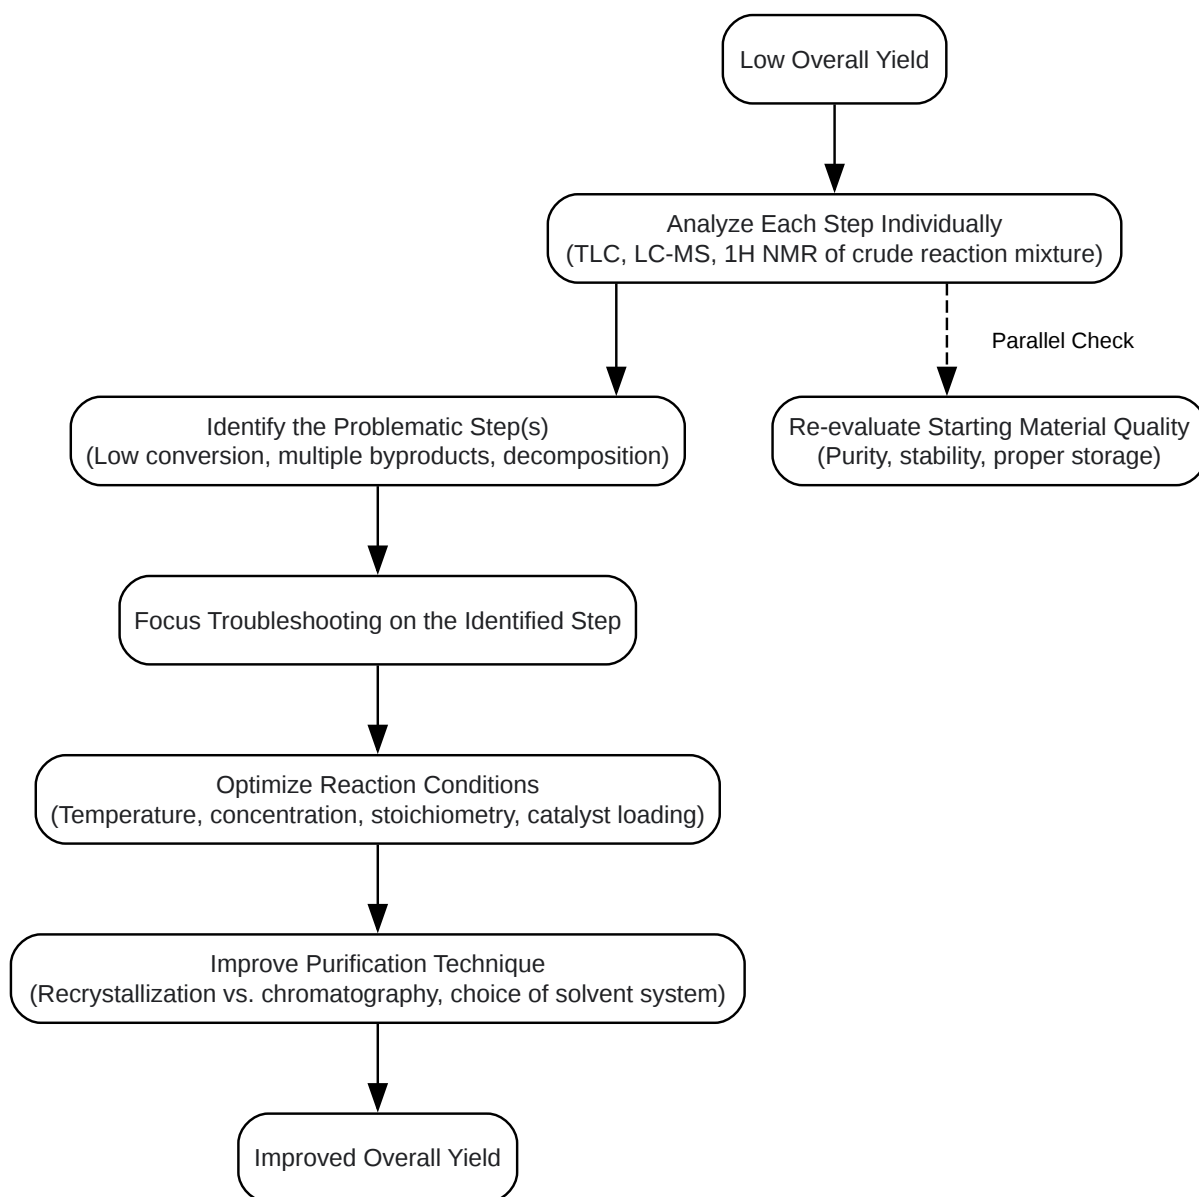 Low Overall Yield
Analyze Each Step Individually
(TLC, LC-MS, 1H NMR of crude reaction mixture)
Parallel Check
Identify the Problematic Step(s)
(Low conversion, multiple byproducts, decomposition)
Re-evaluate Starting Material Quality
(Purity, stability, proper storage)
Focus Troubleshooting on the Identified Step
Optimize Reaction Conditions
(Temperature, concentration, stoichiometry, catalyst loading)
Improve Purification Technique
(Recrystallization vs. chromatography, choice of solvent system)
Improved Overall Yield